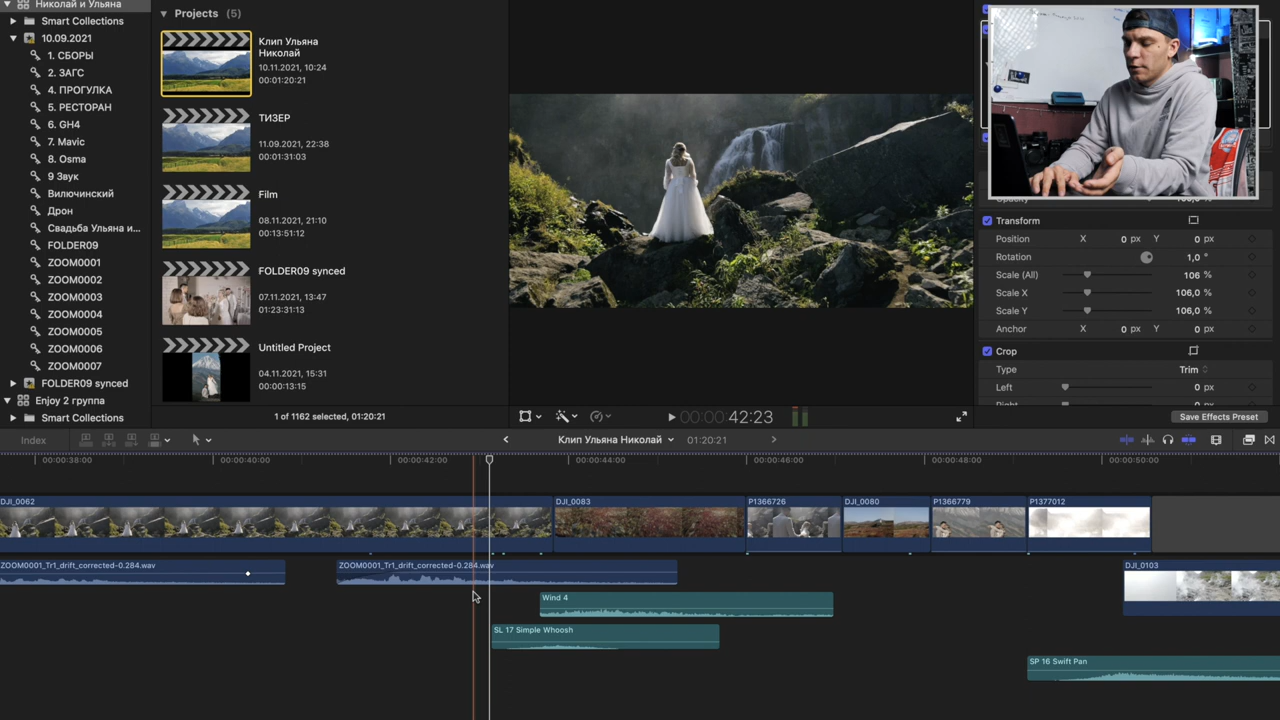 Николай и Ульяна
Smart Collections
10.09.2021
1. СБОРЫ
2. ЗАГС
4. ПРОГУЛКА
5. РЕСТОРАН
6. GH4
7. Mavic
8. Osma
9 Звук
Вилючинский
Дрон
Свадьба Ульяна и...
FOLDER09
ZOOM0001
ZOOM0002
ZOOM0003
ZOOM0004
ZOOM0005
ZOOM0006
ZOOM0007
FOLDER09 synced
Enjoy 2 группа
Smart Collections
Projects (5)
Клип Ульяна
Николай
10.11.2021, 10:24
00:01:20:21
ТИЗЕР
11.09.2021, 22:38
00:01:31:03
Film
08.11.2021, 21:10
00:13:51:12
FOLDER09 synced
07.11.2021, 13:47
01:23:31:13
Untitled Project
04.11.2021, 15:31
00:00:13:15
1 of 1162 selected, 01:20:21
00:00:42:23
Transform
Position X 0 px Y 0 px
Rotation 1,0 °
Scale (All) 106 %
Scale X 106,0 %
Scale Y 106,0 %
Anchor X 0 px Y 0 px
Crop
Type Trim
Left 0 px
Save Effects Preset
Index
Клип Ульяна Николай 01:20:21
00:00:38:00 00:00:40:00 00:00:42:00 00:00:44:00 00:00:46:00 00:00:48:00 00:00:50:00
DJI_0062 DJI_0083 P1366726 DJI_0080 P1366779 P1377012
ZOOM0001_Tr1_drift_corrected-0.284.wav ZOOM0001_Tr1_drift_corrected-0.284.wav DJI_0103
Wind 4
SL 17 Simple Whoosh
SP 16 Swift Pan